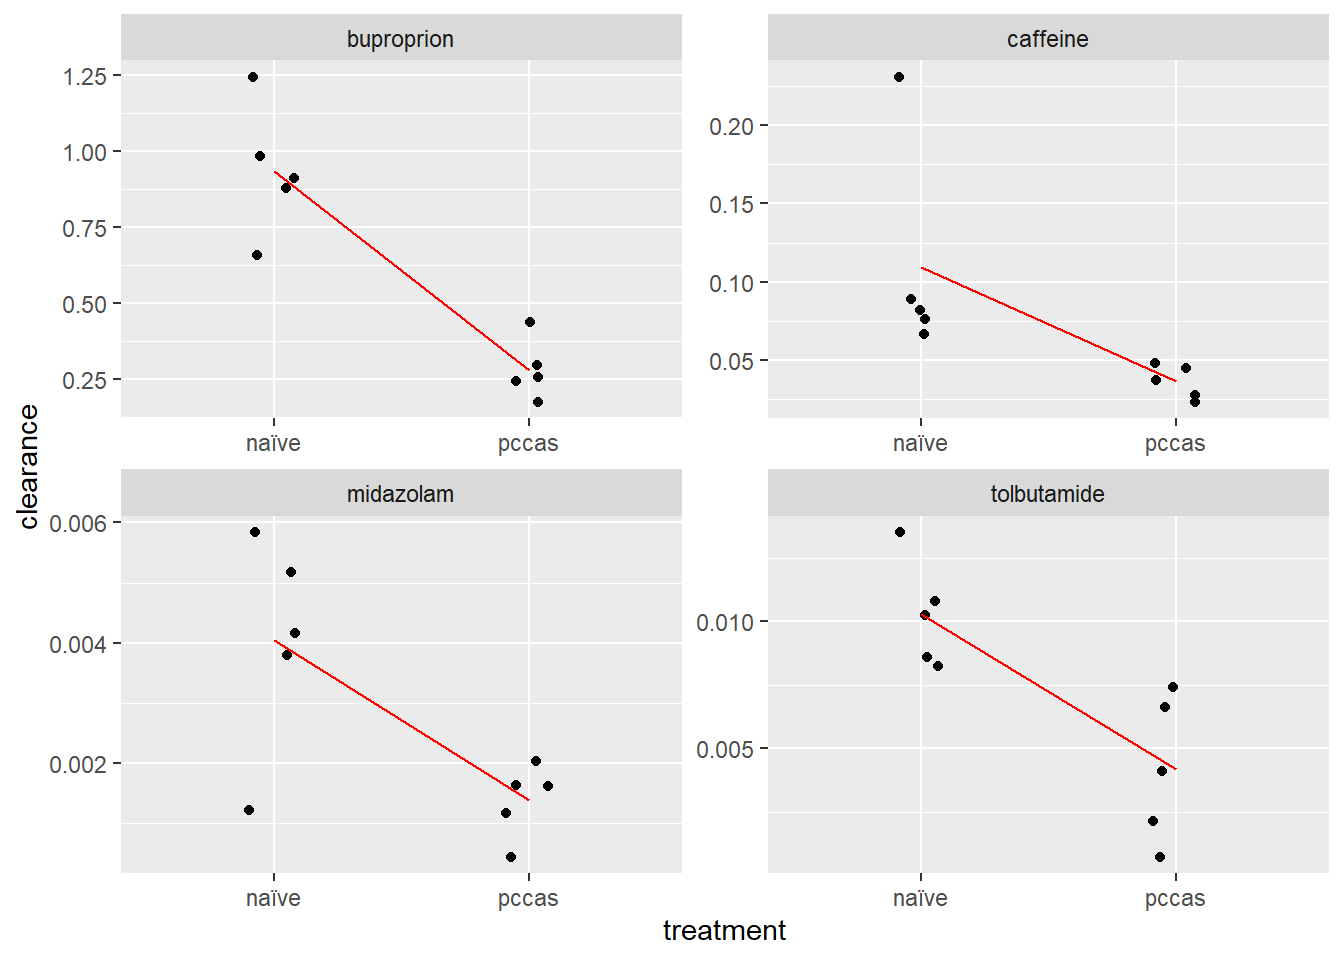 buproprion
caffeine
1.25
1.00
0.75
0.50
0.25
0.20
0.15
0.10
0.05
naïve
pccas
naïve
pccas
clearance
midazolam
tolbutamide
0.006
0.004
0.002
0.010
0.005
naïve
pccas
naïve
pccas
treatment